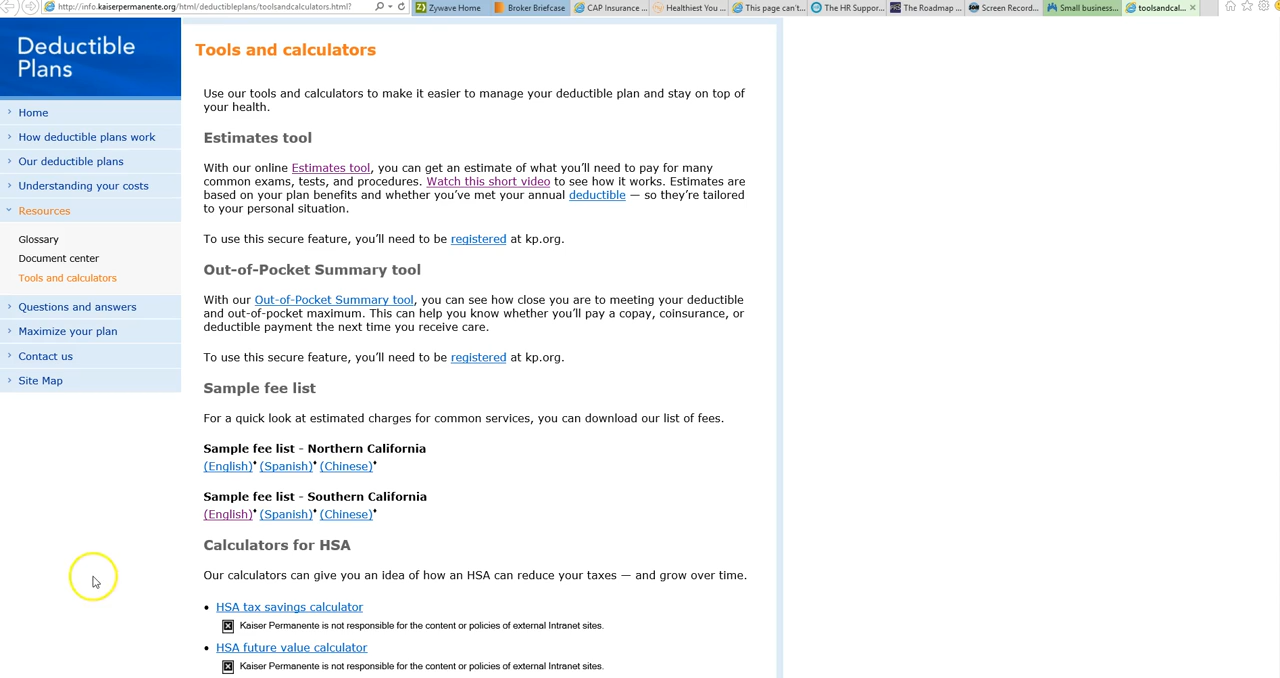 http://info.kaiserpermanente.org/html/deductibleplans/toolsandcalculators.html?
Zywave Home
Broker Briefcase
CAP Insurance ...
Healthiest You ...
This page can't...
The HR Suppor...
The Roadmap ...
Screen Record...
Small business...
toolsandcal...
Deductible
Plans
Home
How deductible plans work
Our deductible plans
Understanding your costs
Resources
Glossary
Document center
Tools and calculators
Questions and answers
Maximize your plan
Contact us
Site Map
Tools and calculators
Use our tools and calculators to make it easier to manage your deductible plan and stay on top of
your health.
Estimates tool
With our online Estimates tool, you can get an estimate of what you'll need to pay for many
common exams, tests, and procedures. Watch this short video to see how it works. Estimates are
based on your plan benefits and whether you've met your annual deductible — so they're tailored
to your personal situation.
To use this secure feature, you'll need to be registered at kp.org.
Out-of-Pocket Summary tool
With our Out-of-Pocket Summary tool, you can see how close you are to meeting your deductible
and out-of-pocket maximum. This can help you know whether you'll pay a copay, coinsurance, or
deductible payment the next time you receive care.
To use this secure feature, you'll need to be registered at kp.org.
Sample fee list
For a quick look at estimated charges for common services, you can download our list of fees.
Sample fee list - Northern California
(English)♦ (Spanish)♦ (Chinese)♦
Sample fee list - Southern California
(English)♦ (Spanish)♦ (Chinese)♦
Calculators for HSA
Our calculators can give you an idea of how an HSA can reduce your taxes — and grow over time.
• HSA tax savings calculator
Kaiser Permanente is not responsible for the content or policies of external Intranet sites.
• HSA future value calculator
Kaiser Permanente is not responsible for the content or policies of external Intranet sites.